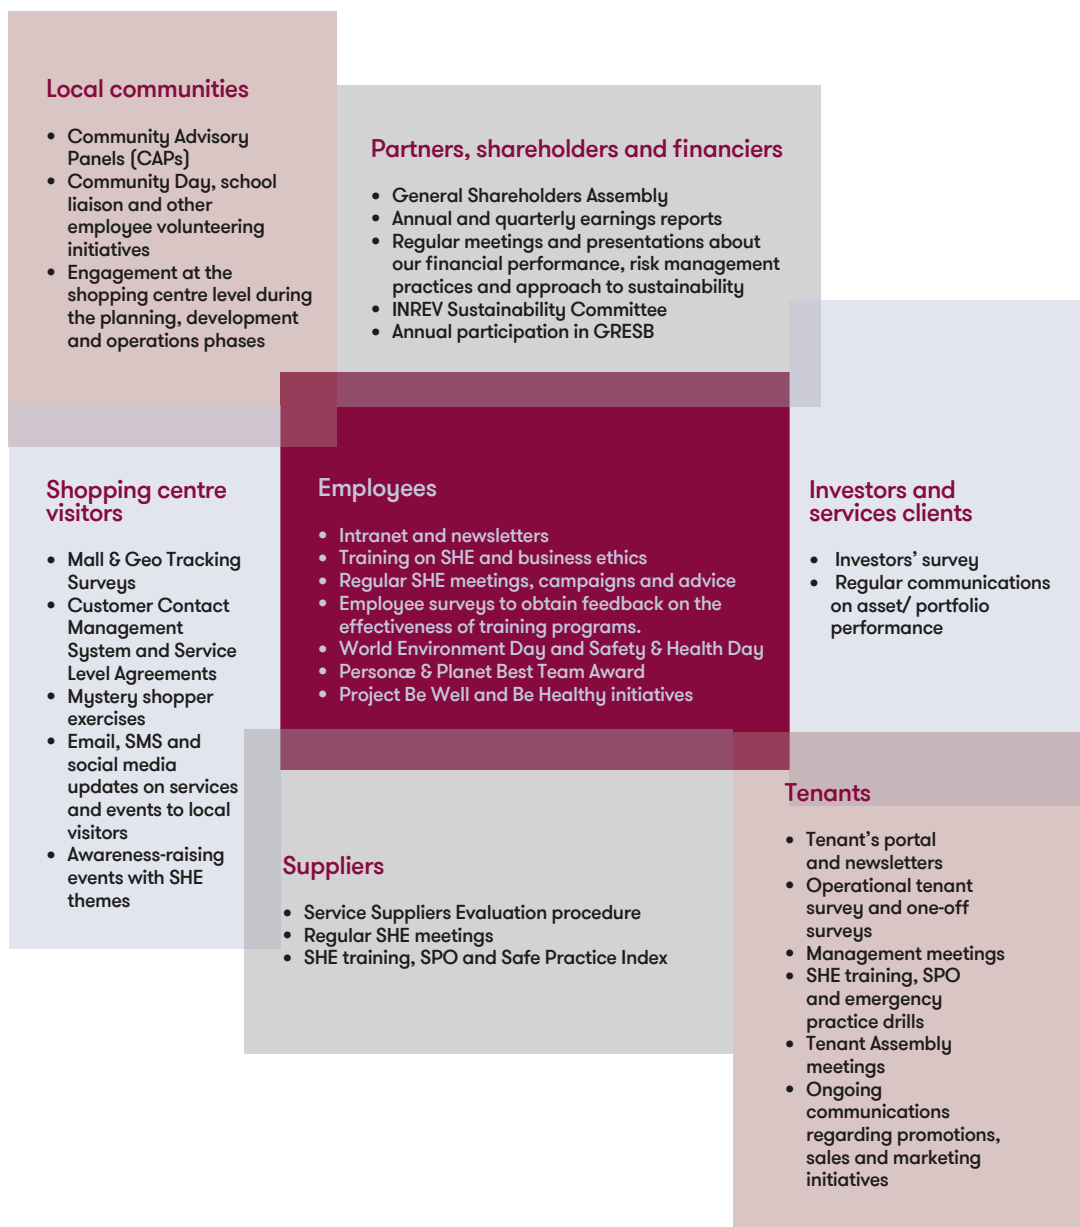 Local communities
• Community Advisory
Panels (CAPs)
• Community Day, school
liaison and other
employee volunteering
initiatives
• Engagement at the
shopping centre level during
the planning, development
and operations phases
Partners, shareholders and financiers
• General Shareholders Assembly
• Annual and quarterly earnings reports
• Regular meetings and presentations about
our financial performance, risk management
practices and approach to sustainability
• INREV Sustainability Committee
• Annual participation in GRESB
Shopping centre
visitors
• Mall & Geo Tracking
Surveys
• Customer Contact
Management
System and Service
Level Agreements
• Mystery shopper
exercises
• Email, SMS and
social media
updates on services
and events to local
visitors
• Awareness-raising
events with SHE
themes
Employees
• Intranet and newsletters
• Training on SHE and business ethics
• Regular SHE meetings, campaigns and advice
• Employee surveys to obtain feedback on the
effectiveness of training programs.
• World Environment Day and Safety & Health Day
• Personæ & Planet Best Team Award
• Project Be Well and Be Healthy initiatives
Investors and
services clients
• Investors’ survey
• Regular communications
on asset/ portfolio
performance
Suppliers
• Service Suppliers Evaluation procedure
• Regular SHE meetings
• SHE training, SPO and Safe Practice Index
Tenants
• Tenant’s portal
and newsletters
• Operational tenant
survey and one-off
surveys
• Management meetings
• SHE training, SPO
and emergency
practice drills
• Tenant Assembly
meetings
• Ongoing
communications
regarding promotions,
sales and marketing
initiatives